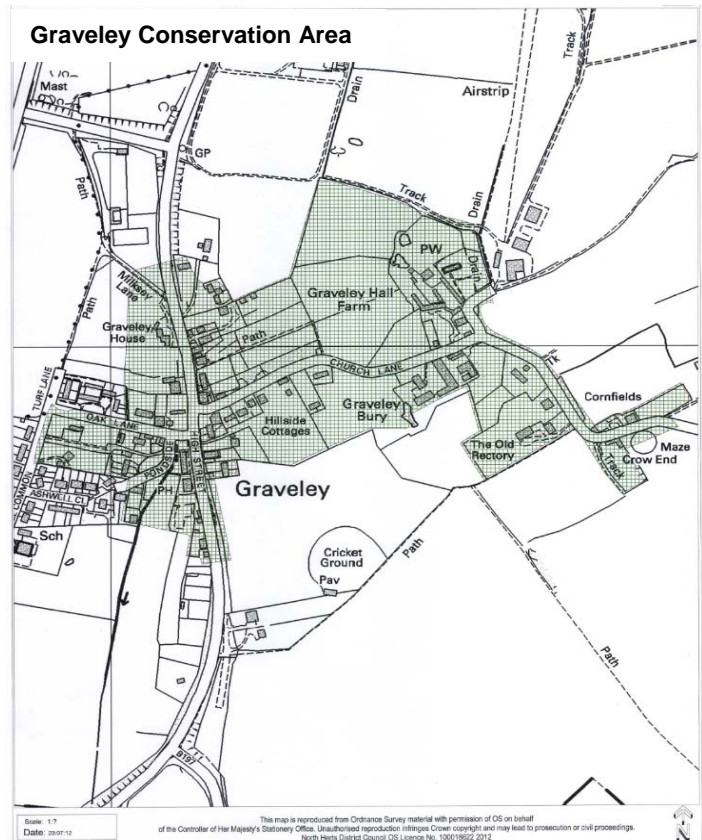 Graveley Conservation Area
Mast
Drain
Airstrip
Track
GP
Path
Track
Drain
PW
Drain
Milksey
Lane
Graveley Hall
Farm
Path
Graveley
House
Path
CHURCH LANE
Tk
TURF LANE
Cornfields
Graveley
Bury
OAK LANE
Hillside
Cottages
The Old
Rectory
Maze
Crow End
Track
PH
Graveley
ASHWELL CL
Sch
Cricket
Ground
Pav
Path
Path
B197
Scale: 1:?
Date: 23:07:12
This map is reproduced from Ordnance Survey material with permission of OS on behalf
of the Controller of Her Majesty's Stationery Office. Unauthorised reproduction infringes Crown copyright and may lead to prosecution or civil proceedings.
North Herts District Council OS Licence No. 100018622 2012
N